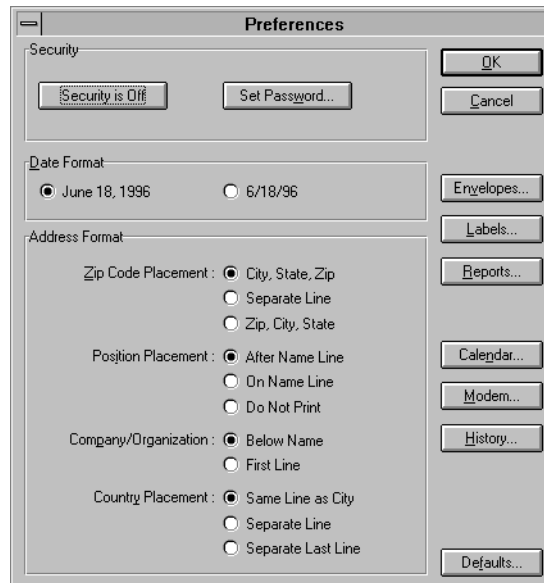 Preferences
Security
Security is Off
Set Password...
OK
Cancel
Date Format
June 18, 1996
6/18/96
Envelopes...
Labels...
Reports...
Address Format
Zip Code Placement :
City, State, Zip
Separate Line
Zip, City, State
Position Placement :
After Name Line
On Name Line
Do Not Print
Calendar...
Modem...
History...
Company/Organization :
Below Name
First Line
Country Placement :
Same Line as City
Separate Line
Separate Last Line
Defaults...